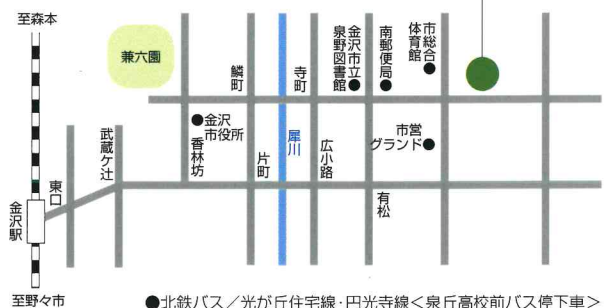 至森本
兼六園
鱗町
寺町
金沢市立
泉野図書館
南郵便局
市総合
体育館
金沢
市役所
武蔵ケ辻
香林坊
片町
犀川
広小路
市営
グランド
有松
東口
金沢駅
至野々市
●北鉄バス/光が丘住宅線・円光寺線<泉丘高校前バス停下車>